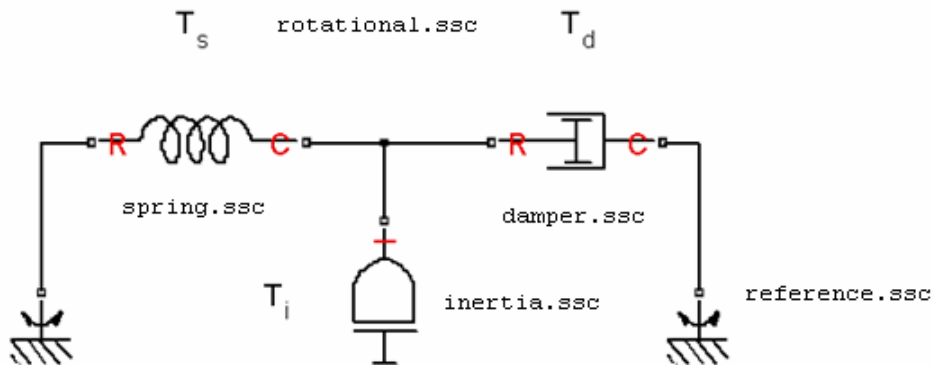 Ts rotational.ssc Td
R C R C
spring.ssc damper.ssc
Ti inertia.ssc reference.ssc